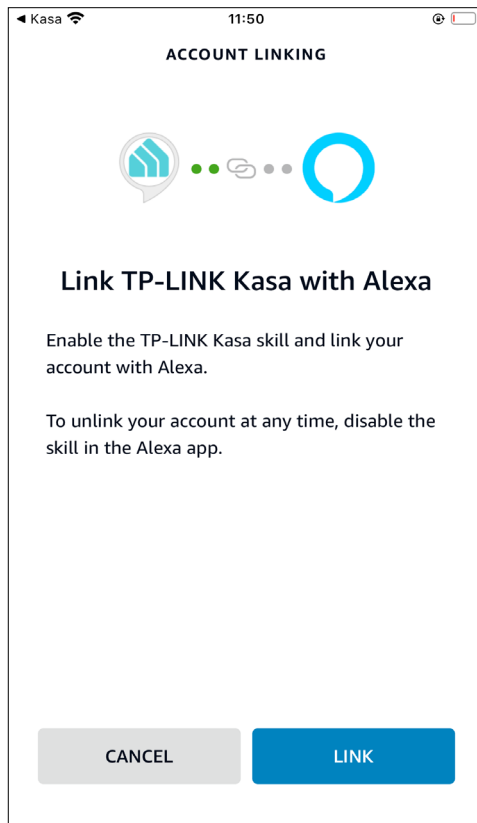 ◀ Kasa 11:50
ACCOUNT LINKING
Link TP-LINK Kasa with Alexa
Enable the TP-LINK Kasa skill and link your
account with Alexa.
To unlink your account at any time, disable the
skill in the Alexa app.
CANCEL LINK